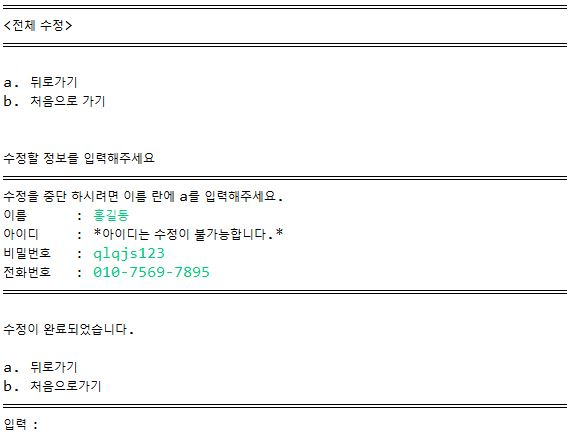 <전체 수정>
a. 뒤로가기
b. 처음으로 가기
수정할 정보를 입력해주세요
수정을 중단 하시려면 이름 란에 a를 입력해주세요.
이름 : 홍길동
아이디 : *아이디는 수정이 불가능합니다.*
비밀번호 : qlqjs123
전화번호 : 010-7569-7895
수정이 완료되었습니다.
a. 뒤로가기
b. 처음으로가기
입력 :